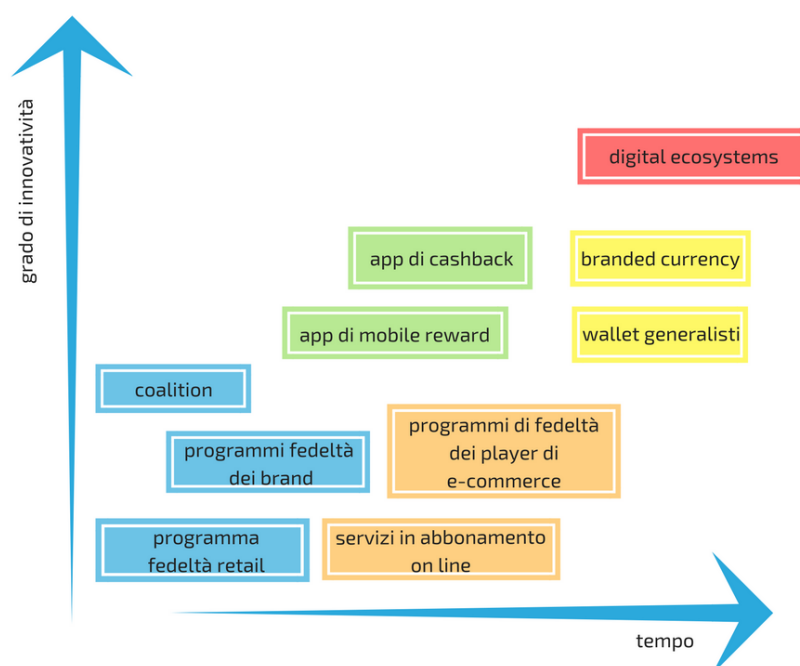 grado di innovatività
digital ecosystems
app di cashback
branded currency
app di mobile reward
wallet generalisti
coalition
programmi fedeltà
dei brand
programmi di fedeltà
dei player di
e-commerce
programma
fedeltà retail
servizi in abbonamento
on line
tempo